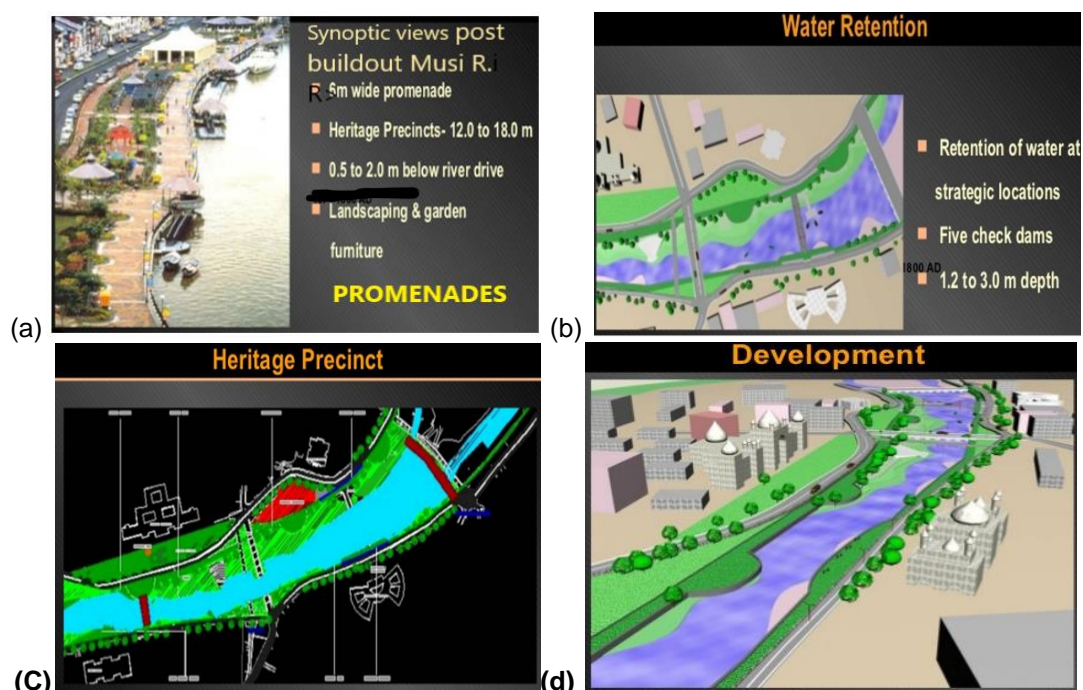 Synoptic views post
buildout Musi R.i
R 6m wide promenade
Heritage Precincts- 12.0 to 18.0 m
0.5 to 2.0 m below river drive
Landscaping & garden
furniture
PROMENADES
(a)
Water Retention
Retention of water at
strategic locations
Five check dams
1800 AD
1.2 to 3.0 m depth
(b)
Heritage Precinct
(C)
Development
(d)